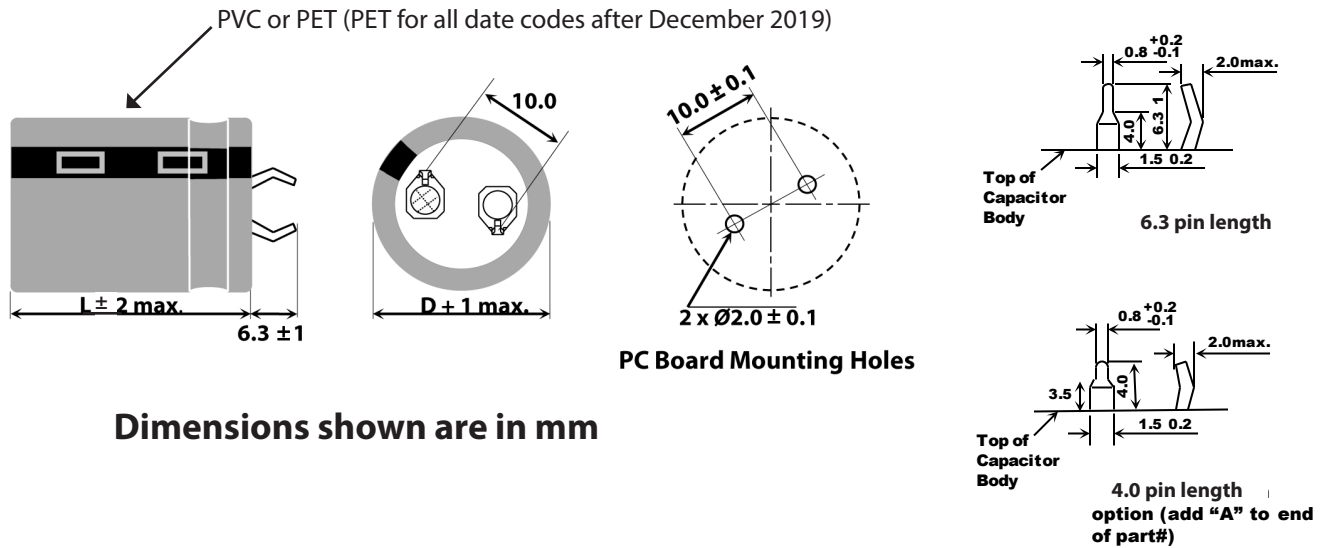 PVC or PET (PET for all date codes after December 2019)
10.0
10.0 ± 0.1
L ± 2 max.
6.3 ±1
D + 1 max.
2 x Ø2.0 ± 0.1
PC Board Mounting Holes
Dimensions shown are in mm
+0.2
0.8 -0.1
2.0max.
4.0
6.3 1
1.5 0.2
Top of
Capacitor
Body
6.3 pin length
+0.2
0.8 -0.1
2.0max.
3.5
4.0
1.5 0.2
Top of
Capacitor
Body
4.0 pin length
option (add “A” to end
of part#)